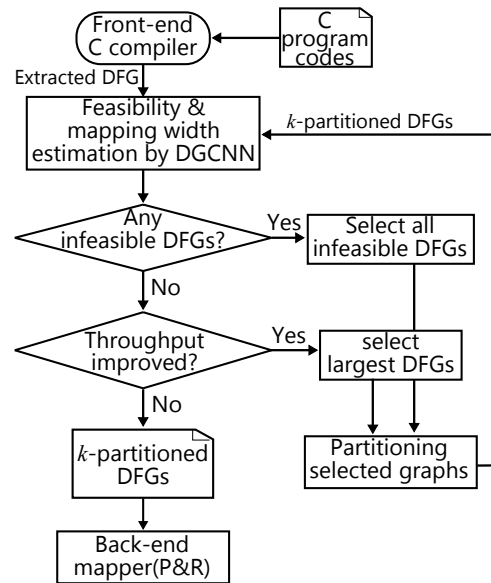 Front-end
C compiler
C
program
codes
Extracted DFG
Feasibility &
mapping width
estimation by DGCNN
k-partitioned DFGs
Any
infeasible DFGs?
Yes
Select all
infeasible DFGs
No
Throughput
improved?
Yes
select
largest DFGs
No
k-partitioned
DFGs
Partitioning
selected graphs
Back-end
mapper(P&R)